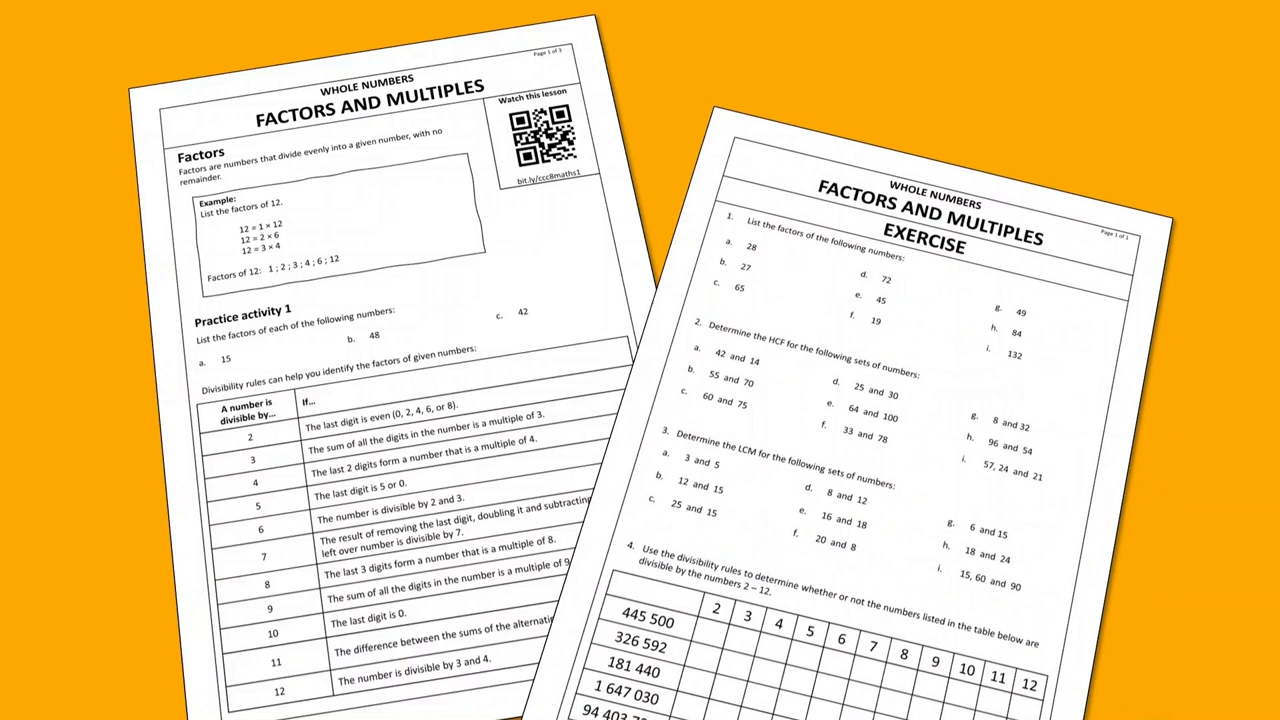 Page 1 of 3
WHOLE NUMBERS
FACTORS AND MULTIPLES
Watch this lesson
bit.ly/ccc8maths1
Factors
Factors are numbers that divide evenly into a given number, with no
remainder.
Example:
List the factors of 12.
12 = 1 x 12
12 = 2 x 6
12 = 3 x 4
Factors of 12: 1 ; 2 ; 3 ; 4 ; 6 ; 12
Practice activity 1
List the factors of each of the following numbers:
a. 15 b. 48 c. 42
Divisibility rules can help you identify the factors of given numbers:
A number is
divisible by... If...
2 The last digit is even (0, 2, 4, 6, or 8).
3 The sum of all the digits in the number is a multiple of 3.
4 The last 2 digits form a number that is a multiple of 4.
5 The last digit is 5 or 0.
6 The number is divisible by 2 and 3.
7 The result of removing the last digit, doubling it and subtracting
left over number is divisible by 7.
8 The last 3 digits form a number that is a multiple of 8.
9 The sum of all the digits in the number is a multiple of 9
10 The last digit is 0.
11 The difference between the sums of the
12 The number is divisible by 3 and 4.
WHOLE NUMBERS
FACTORS AND MULTIPLES
EXERCISE
Page 1 of 1
1. List the factors of the following numbers:
a. 28 d. 72 g. 49
b. 27 e. 45 h. 84
c. 65 f. 19 i. 132
2. Determine the HCF for the following sets of numbers:
a. 42 and 14 d. 25 and 30 g. 8 and 32
b. 55 and 70 e. 64 and 100 h. 96 and 54
c. 60 and 75 f. 33 and 78 i. 57, 24 and 21
3. Determine the LCM for the following sets of numbers:
a. 3 and 5 d. 8 and 12 g. 6 and 15
b. 12 and 15 e. 16 and 18 h. 18 and 24
c. 25 and 15 f. 20 and 8 i. 15, 60 and 90
4. Use the divisibility rules to determine whether or not the numbers listed in the table below are
divisible by the numbers 2 – 12.
2 3 4 5 6 7 8 9 10 11 12
445 500
326 592
181 440
1 647 030
94 403